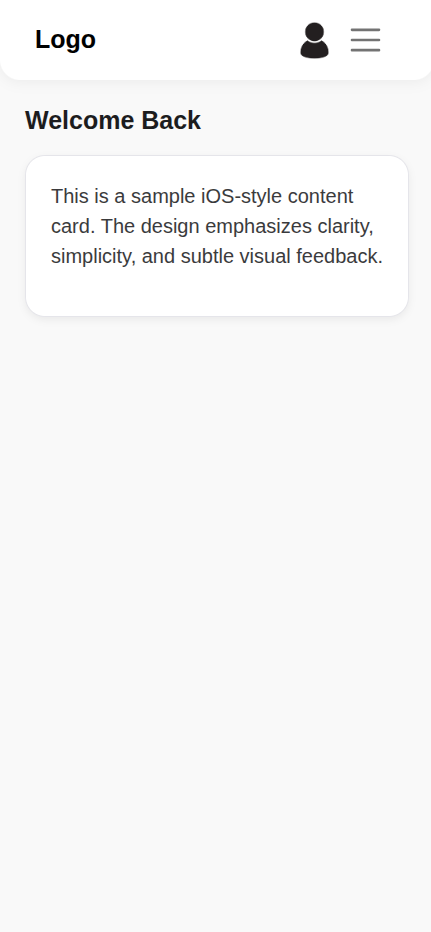 Logo
Welcome Back
This is a sample iOS-style content
card. The design emphasizes clarity,
simplicity, and subtle visual feedback.